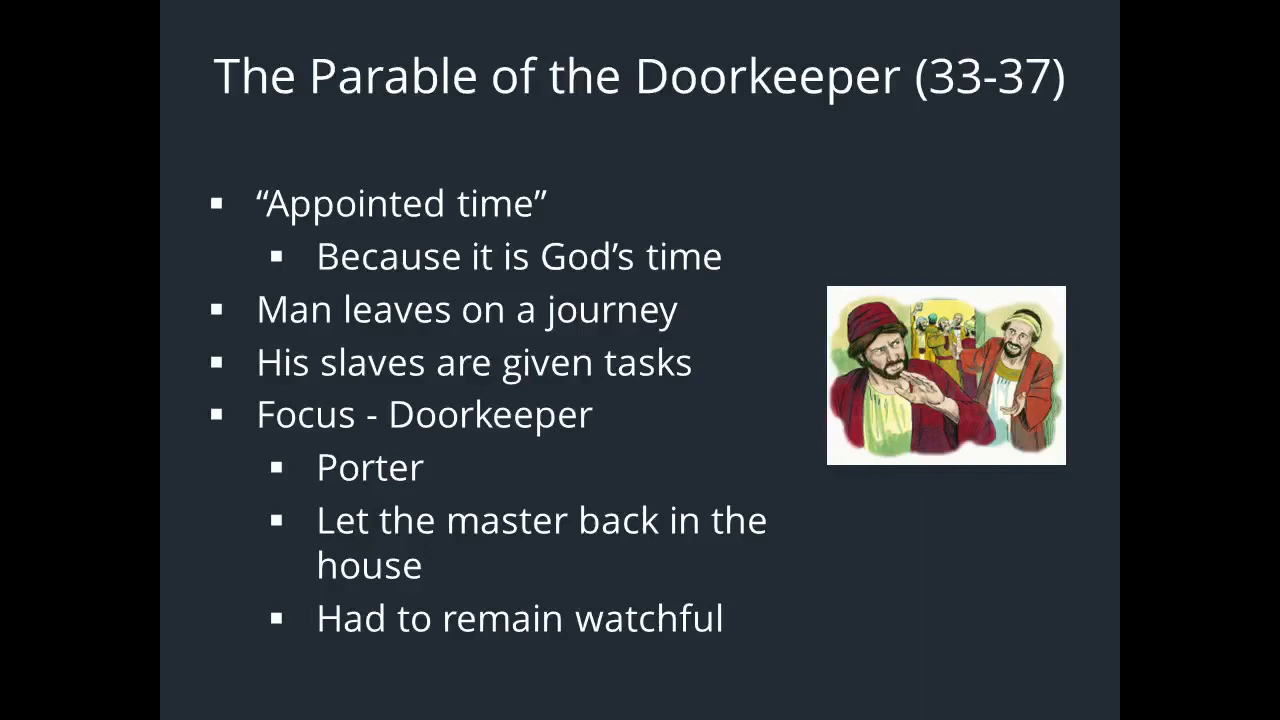 The Parable of the Doorkeeper (33-37)
▪ “Appointed time”
▪ Because it is God’s time
▪ Man leaves on a journey
▪ His slaves are given tasks
▪ Focus - Doorkeeper
▪ Porter
▪ Let the master back in the
house
▪ Had to remain watchful